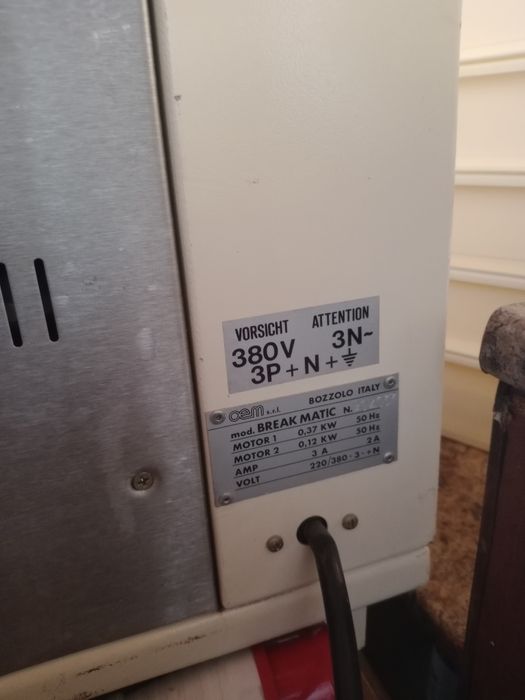 VORSICHT ATTENTION
380V 3N~
3P + N + ⏚
oem s.r.l. BOZZOLO ITALY
mod. BREAK MATIC N.
MOTOR 1 0,37 KW 50 Hz
MOTOR 2 0,12 KW 50 Hz
AMP 3 A 2 A
VOLT 220/380 · 3 · + N